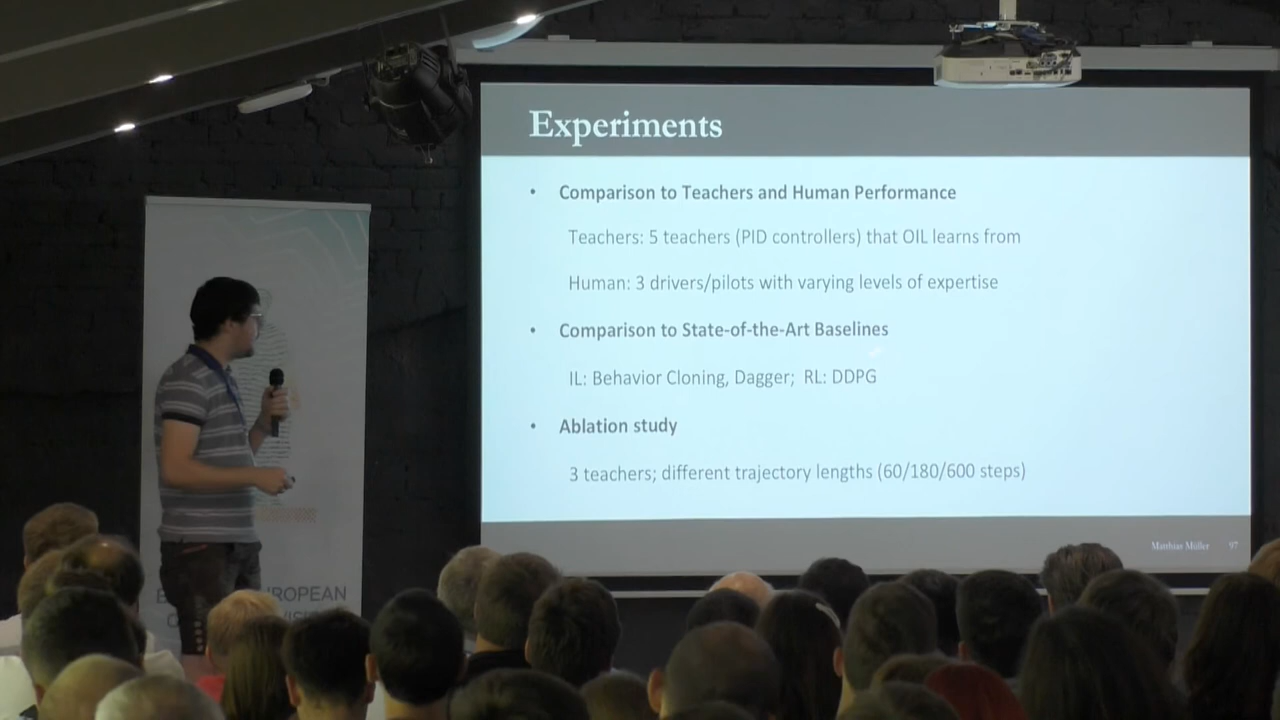 Experiments
• Comparison to Teachers and Human Performance
Teachers: 5 teachers (PID controllers) that OIL learns from
Human: 3 drivers/pilots with varying levels of expertise
• Comparison to State-of-the-Art Baselines
IL: Behavior Cloning, Dagger; RL: DDPG
• Ablation study
3 teachers; different trajectory lengths (60/180/600 steps)
Matthias Müller 97